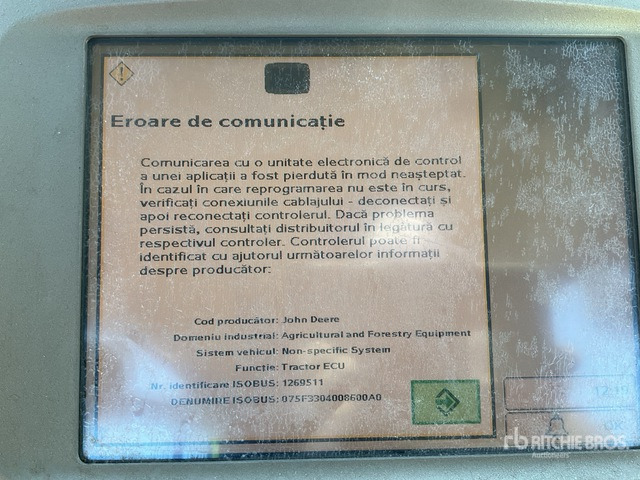 Eroare de comunicație
Comunicarea cu o unitate electronică de control
a unei aplicații a fost pierdută în mod neașteptat.
În cazul în care reprogramarea nu este în curs,
verificați conexiunile cablajului - deconectați și
apoi reconectați controlerul. Dacă problema
persistă, consultați distribuitorul în legătură cu
respectivul controler. Controlerul poate fi
identificat cu ajutorul următoarelor informații
despre producător:
Cod producător: John Deere
Domeniu industrial: Agricultural and Forestry Equipment
Sistem vehicul: Non-specific System
Funcție: Tractor ECU
Nr. identificare ISOBUS: 1269511
DENUMIRE ISOBUS: 075F3304008600A0
OK
rb RITCHIE BROS.
Auctioneers